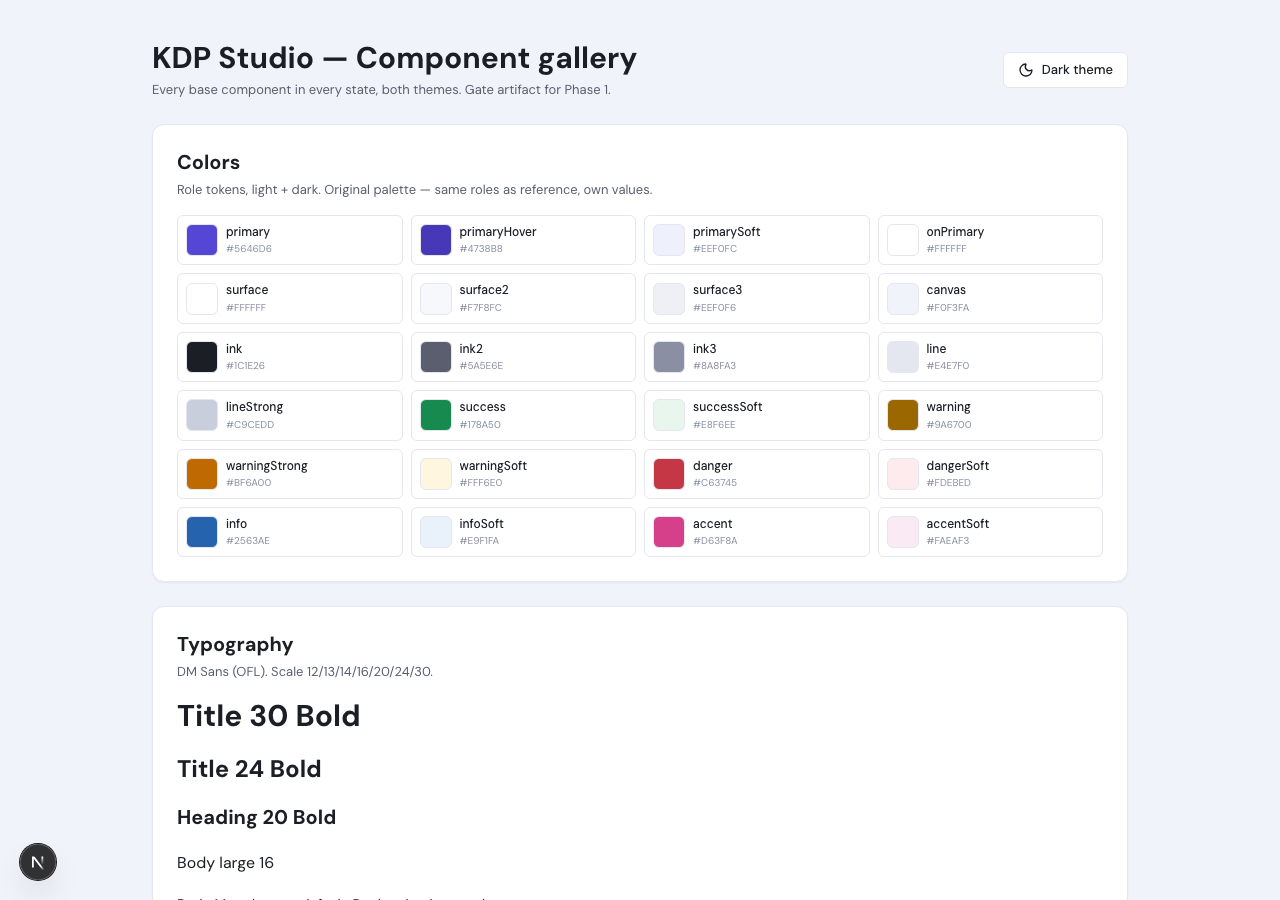 KDP Studio — Component gallery
Dark theme
Every base component in every state, both themes. Gate artifact for Phase 1.
Colors
Role tokens, light + dark. Original palette — same roles as reference, own values.
primary
#5646D6
primaryHover
#4738B8
primarySoft
#EEF0FC
onPrimary
#FFFFFF
surface
#FFFFFF
surface2
#F7F8FC
surface3
#EEF0F6
canvas
#F0F3FA
ink
#1C1E26
ink2
#5A5E6E
ink3
#8A8FA3
line
#E4E7F0
lineStrong
#C9CEDD
success
#178A50
successSoft
#E8F6EE
warning
#9A6700
warningStrong
#BF6A00
warningSoft
#FFF6E0
danger
#C63745
dangerSoft
#FDEBED
info
#2563AE
infoSoft
#E9F1FA
accent
#D63F8A
accentSoft
#FAEAF3
Typography
DM Sans (OFL). Scale 12/13/14/16/20/24/30.
Title 30 Bold
Title 24 Bold
Heading 20 Bold
Body large 16
N